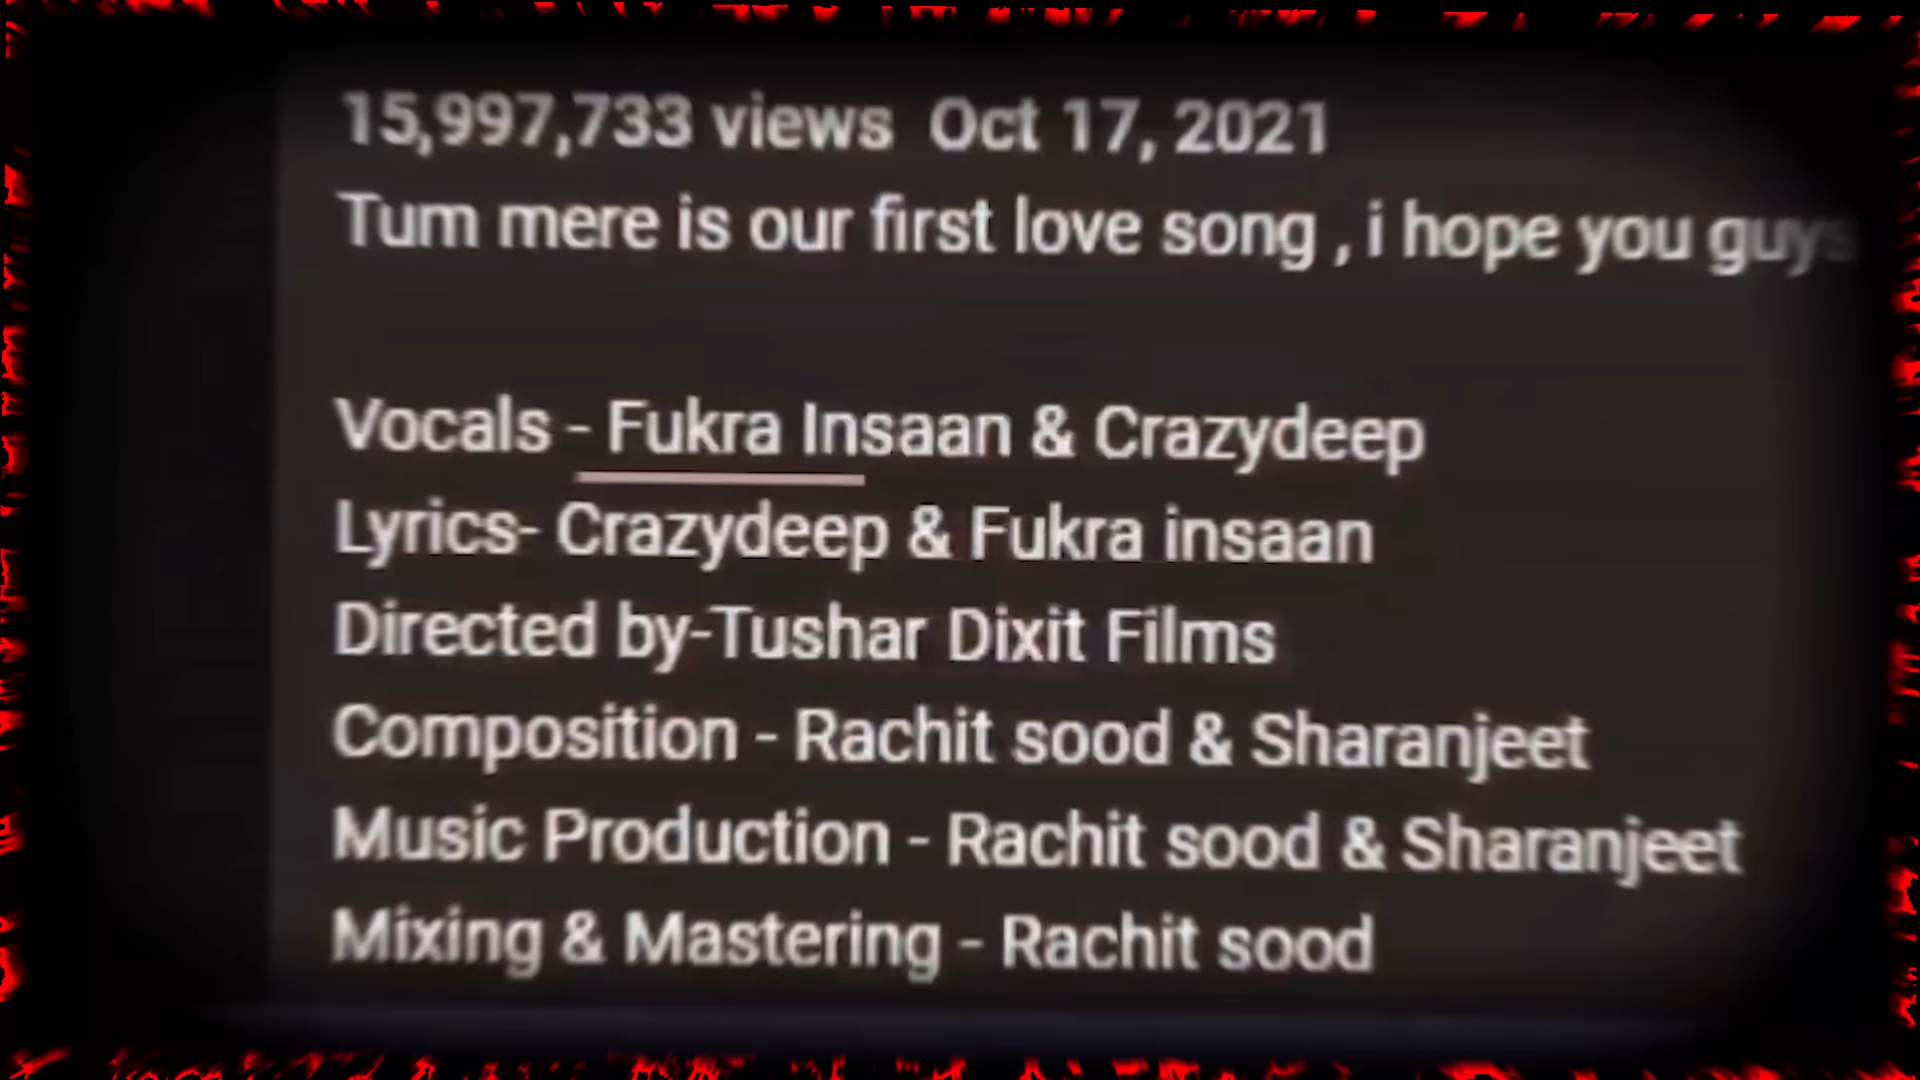 15,997,733 views Oct 17, 2021
Tum mere is our first love song , i hope you guys
Vocals - Fukra Insaan & Crazydeep
Lyrics- Crazydeep & Fukra insaan
Directed by-Tushar Dixit Films
Composition - Rachit sood & Sharanjeet
Music Production - Rachit sood & Sharanjeet
Mixing & Mastering - Rachit sood